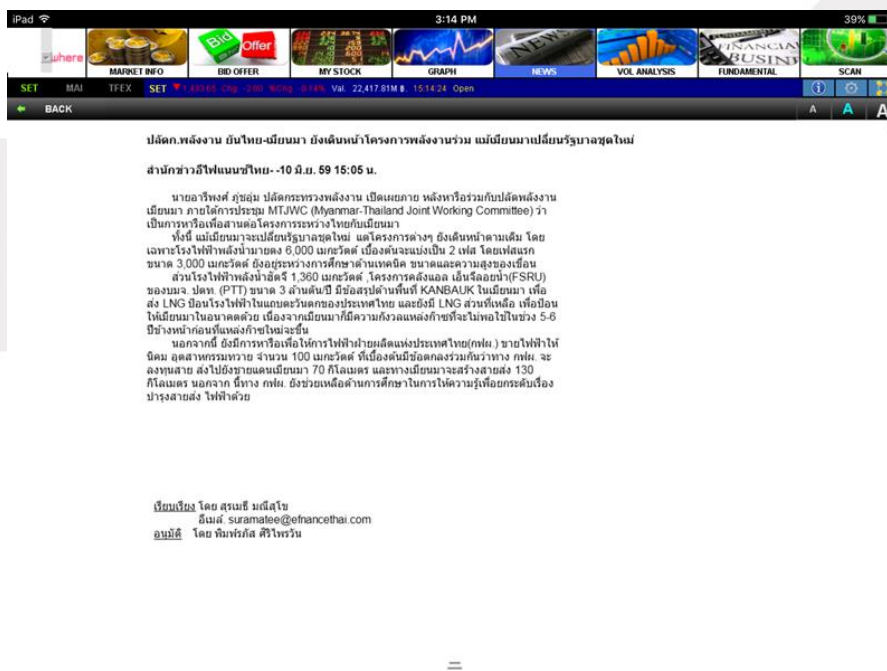 iPad 3:14 PM 39%
where Bid Offer NEWS FINANCIAL BUSINE
MARKET INFO BID OFFER MY STOCK GRAPH NEWS VOL ANALYSIS FUNDAMENTAL SCAN
SET MAI TFEX SET Chg %Chg -0.14% Val. 22,417.81M ฿. 15:14:24 Open
BACK A A A
ปลัดก.พลังงาน ยันไทย-เมียนมา ยังเดินหน้าโครงการพลังงานร่วม แม้เมียนมาเปลี่ยนรัฐบาลชุดใหม่
สำนักข่าวอีไฟแนนซ์ไทย- -10 มิ.ย. 59 15:05 น.
นายอารีพงศ์ ภู่ชอุ่ม ปลัดกระทรวงพลังงาน เปิดเผยภาย หลังหารือร่วมกับปลัดพลังงาน
เมียนมา ภายใต้การประชุม MTJWC (Myanmar-Thailand Joint Working Committee) ว่า
เป็นการหารือเพื่อสานต่อโครงการระหว่างไทยกับเมียนมา
ทั้งนี้ แม้เมียนมาจะเปลี่ยนรัฐบาลชุดใหม่ แต่โครงการต่างๆ ยังเดินหน้าตามเดิม โดย
เฉพาะโรงไฟฟ้าพลังน้ำมายตง 6,000 เมกะวัตต์ เบื้องต้นจะแบ่งเป็น 2 เฟส โดยเฟสแรก
ขนาด 3,000 เมกะวัตต์ ยังอยู่ระหว่างการศึกษาด้านเทคนิค ขนาดและความสูงของเขื่อน
ส่วนโรงไฟฟ้าพลังน้ำฮัตจี 1,360 เมกะวัตต์ ,โครงการคลังแอล เอ็นจีลอยน้ำ(FSRU)
ของบมจ. ปตท. (PTT) ขนาด 3 ล้านตัน/ปี มีข้อสรุปด้านพื้นที่ KANBAUK ในเมียนมา เพื่อ
ส่ง LNG ป้อนโรงไฟฟ้าในแถบตะวันตกของประเทศไทย และยังมี LNG ส่วนที่เหลือ เพื่อป้อน
ให้เมียนมาในอนาคตด้วย เนื่องจากเมียนมาก็มีความกังวลแหล่งก๊าซที่จะไม่พอใช้ในช่วง 5-6
ปีข้างหน้าก่อนที่แหล่งก๊าซใหม่จะขึ้น
นอกจากนี้ ยังมีการหารือเพื่อให้การไฟฟ้าฝ่ายผลิตแห่งประเทศไทย(กฟผ.) ขายไฟฟ้าให้
นิคม อุตสาหกรรมทวาย จำนวน 100 เมกะวัตต์ ที่เบื้องต้นมีข้อตกลงร่วมกันว่าทาง กฟผ. จะ
ลงทุนสาย ส่งไปยังชายแดนเมียนมา 70 กิโลเมตร และทางเมียนมาจะสร้างสายส่ง 130
กิโลเมตร นอกจาก นี้ทาง กฟผ. ยังช่วยเหลือด้านการศึกษาในการให้ความรู้เพื่อยกระดับเรื่อง
บำรุงสายส่ง ไฟฟ้าด้วย
เรียบเรียง โดย สุรเมธี มณีสุโข
อีเมล์. suramatee@efnancethai.com
อนุมัติ โดย พิมพ์รภัส ศิริไพรวัน